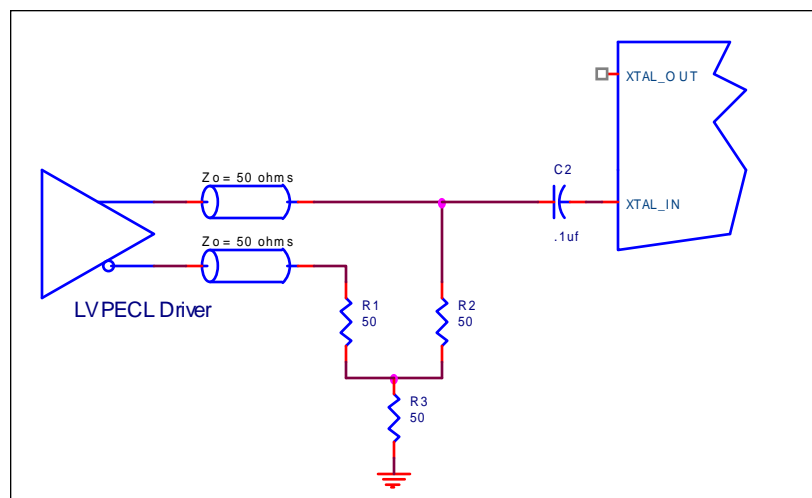 XTAL_OUT
Zo = 50 ohms
C2
XTAL_IN
.1uf
Zo = 50 ohms
LVPECL Driver
R1
50
R2
50
R3
50